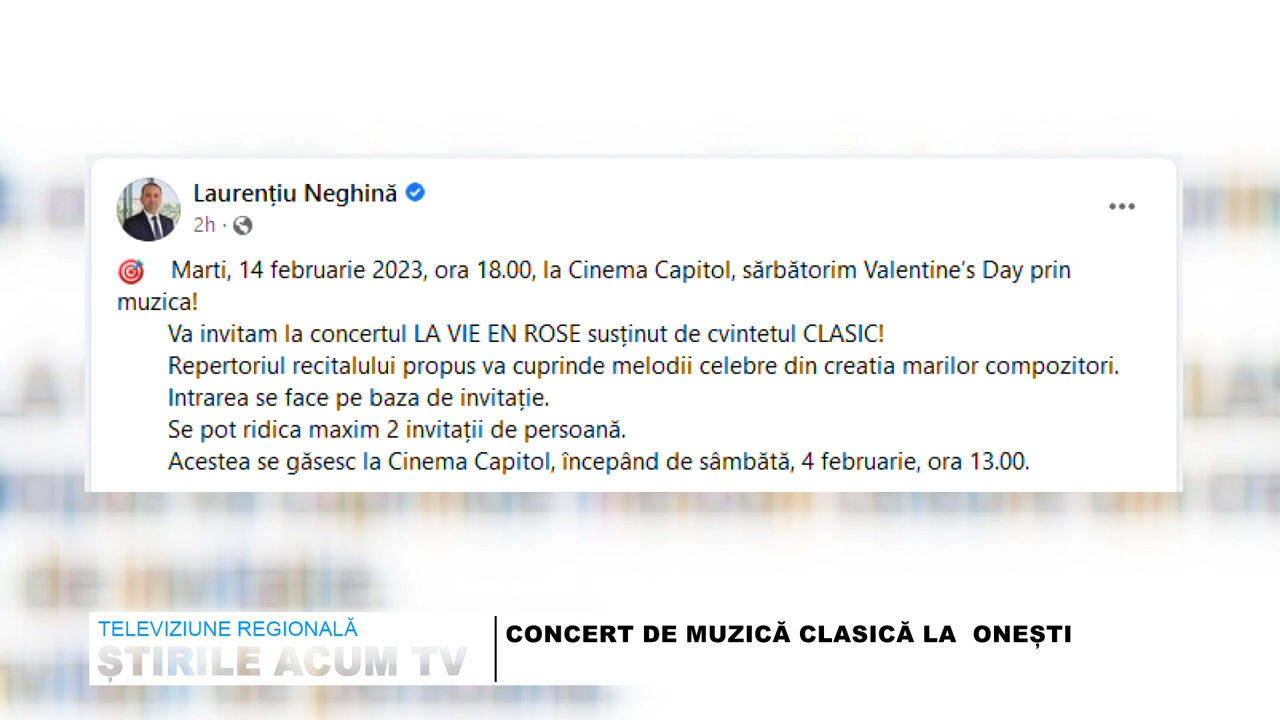 Laurențiu Neghină
2h ·
Marti, 14 februarie 2023, ora 18.00, la Cinema Capitol, sărbătorim Valentine's Day prin
muzica!
Va invitam la concertul LA VIE EN ROSE susținut de cvintetul CLASIC!
Repertoriul recitalului propus va cuprinde melodii celebre din creatia marilor compozitori.
Intrarea se face pe baza de invitație.
Se pot ridica maxim 2 invitații de persoană.
Acestea se găsesc la Cinema Capitol, începând de sâmbătă, 4 februarie, ora 13.00.
TELEVIZIUNE REGIONALĂ
ȘTIRILE ACUM TV
CONCERT DE MUZICĂ CLASICĂ LA ONEȘTI